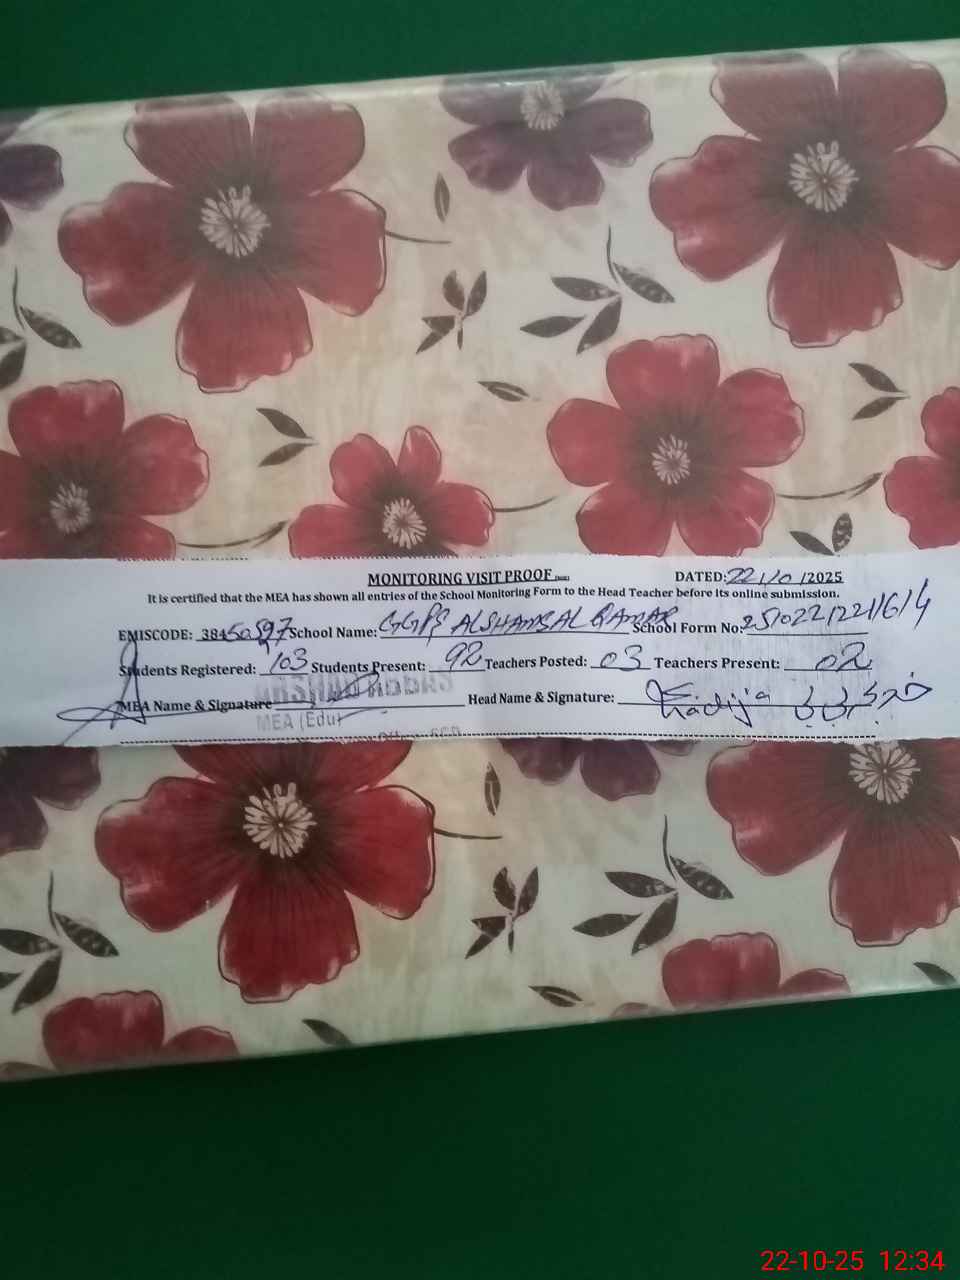 MONITORING VISIT PROOF
DATED: 22/10/2025
It is certified that the MEA has shown all entries of the School Monitoring Form to the Head Teacher before its online submission.
EMISCODE: 38450597 School Name: GGPS ALSHAMSAL QAMAR School Form No:
Students Registered: 103 Students Present: 92 Teachers Posted: 03 Teachers Present: 02
MEA Name & Signature Head Name & Signature: Khadija
MEA (Edu)
22-10-25 12:34